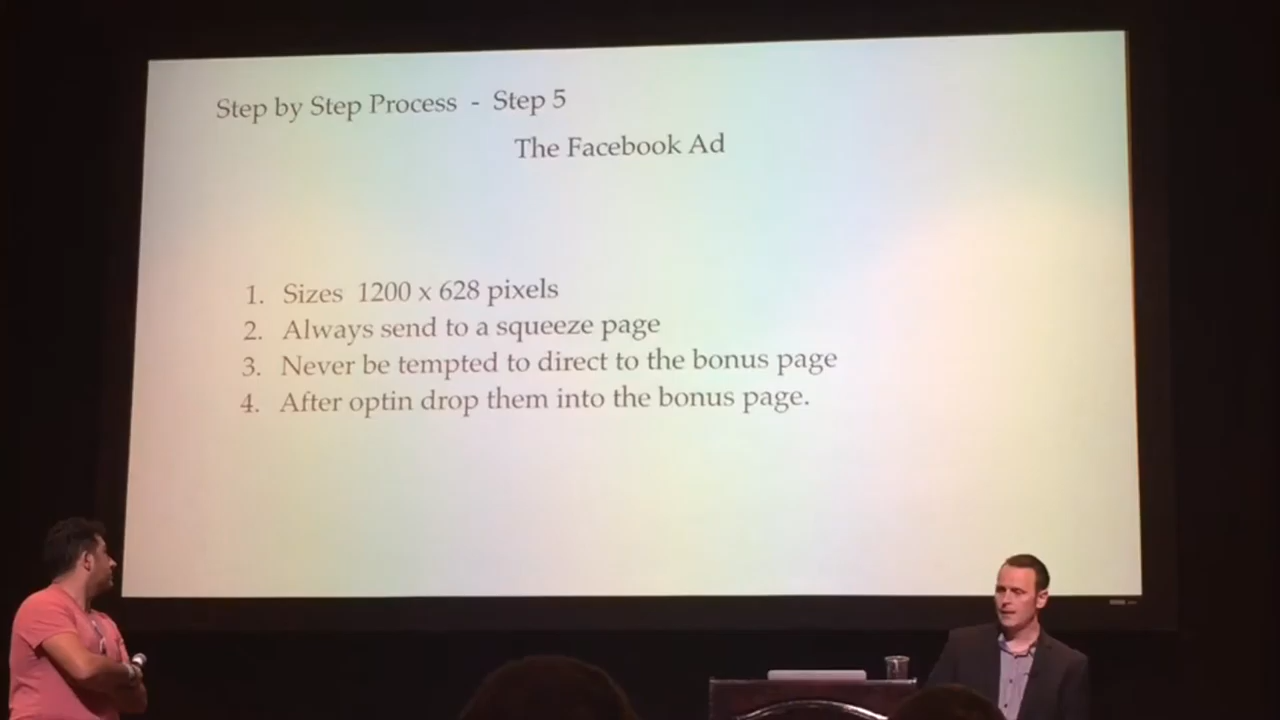 Step by Step Process - Step 5
The Facebook Ad
1. Sizes 1200 x 628 pixels
2. Always send to a squeeze page
3. Never be tempted to direct to the bonus page
4. After optin drop them into the bonus page.